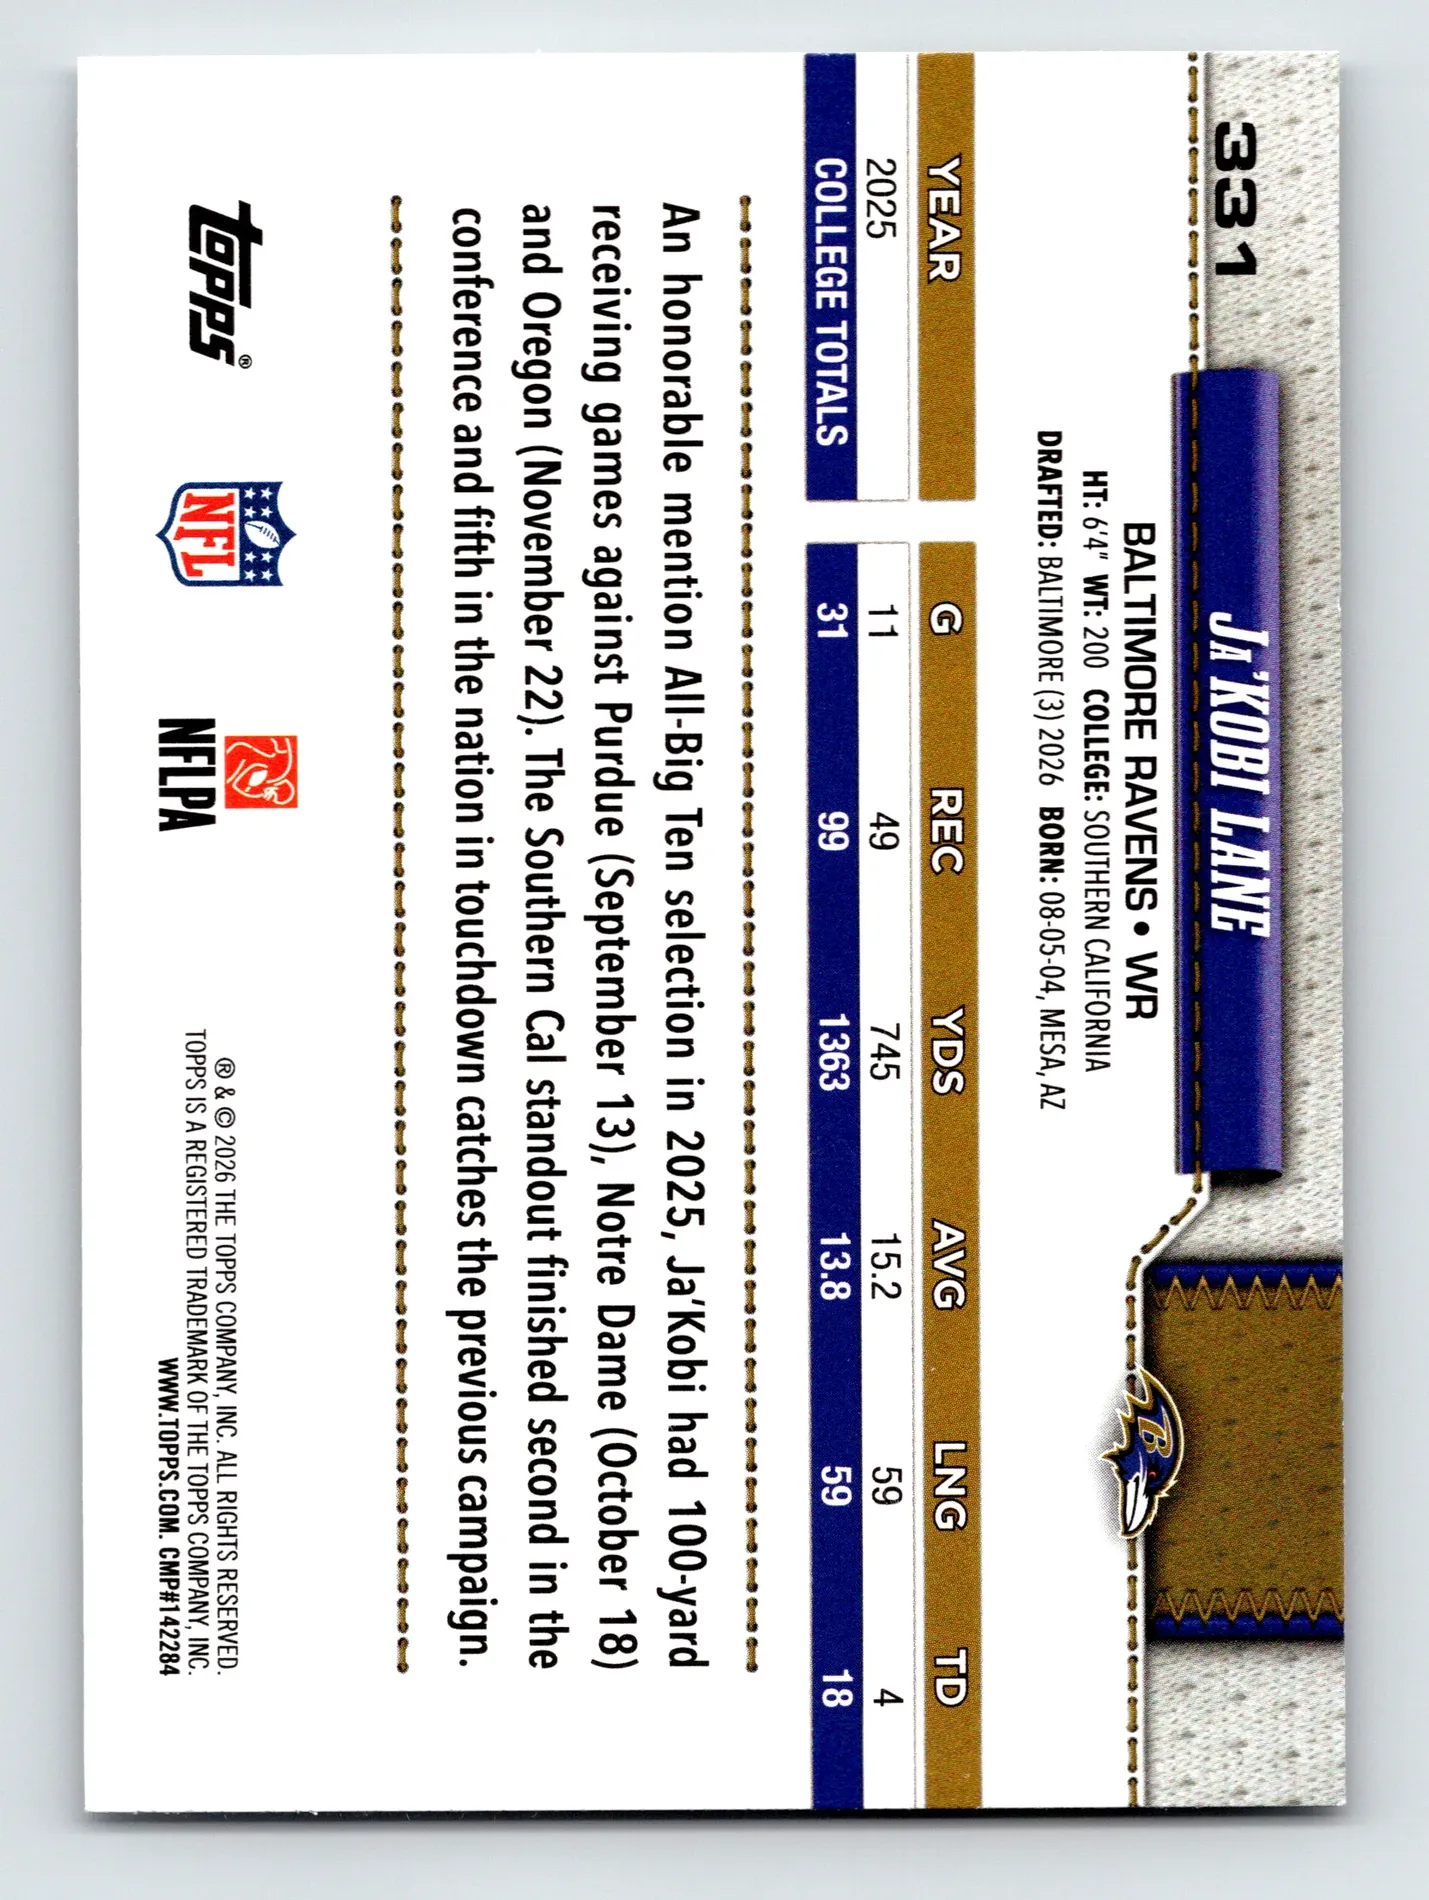 331
JA'KOBI LANE
BALTIMORE RAVENS • WR
HT: 6'4" WT: 200 COLLEGE: SOUTHERN CALIFORNIA
DRAFTED: BALTIMORE (3) 2026 BORN: 08-05-04, MESA, AZ
YEAR G REC YDS AVG LNG TD
2025 11 49 745 15.2 59 4
COLLEGE TOTALS 31 99 1363 13.8 59 18
An honorable mention All-Big Ten selection in 2025, Ja'Kobi had 100-yard
receiving games against Purdue (September 13), Notre Dame (October 18)
and Oregon (November 22). The Southern Cal standout finished second in the
conference and fifth in the nation in touchdown catches the previous campaign.
topps®
NFL
NFLPA
® & © 2026 THE TOPPS COMPANY, INC. ALL RIGHTS RESERVED.
TOPPS IS A REGISTERED TRADEMARK OF THE TOPPS COMPANY, INC.
WWW.TOPPS.COM. CMP#142284
B